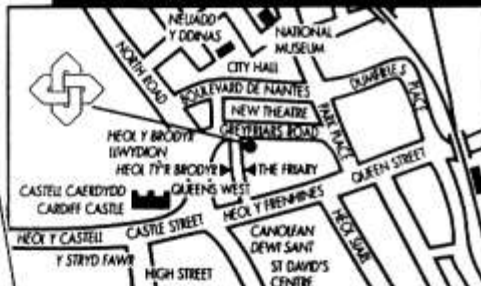 NEUADD
Y DDINAS
NATIONAL
MUSEUM
NORTH ROAD
CITY HALL
BOULEVARD DE NANTES
DUMFRIES
PLACE
NEW THEATRE
PARK PLACE
GREYFRIARS ROAD
HEOL Y BRODYR
LLWYDION
HEOL TY'R BRODYR
THE FRIARY
QUEEN STREET
CASTELL CAERDYDD
CARDIFF CASTLE
QUEENS WEST
HEOL Y FRENHINES
HEOL Y CASTELL
CASTLE STREET
CANOLFAN
DEWI SANT
HEOL SIARL
Y STRYD FAWR
HIGH STREET
ST DAVID'S
CENTRE